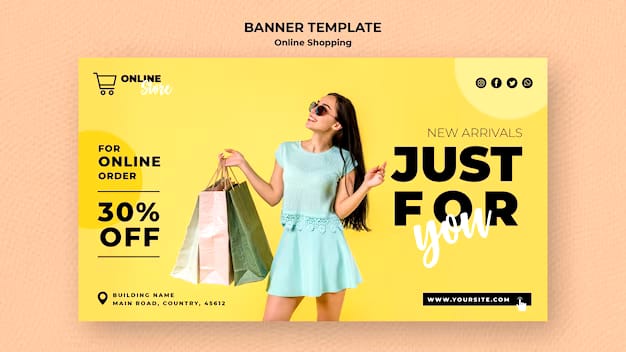 BANNER TEMPLATE
Online Shopping
ONLINE
Store
FOR
ONLINE
ORDER
30%
OFF
BUILDING NAME
MAIN ROAD, COUNTRY, 45612
NEW ARRIVALS
JUST
FOR
you
WWW.YOURSITE.COM